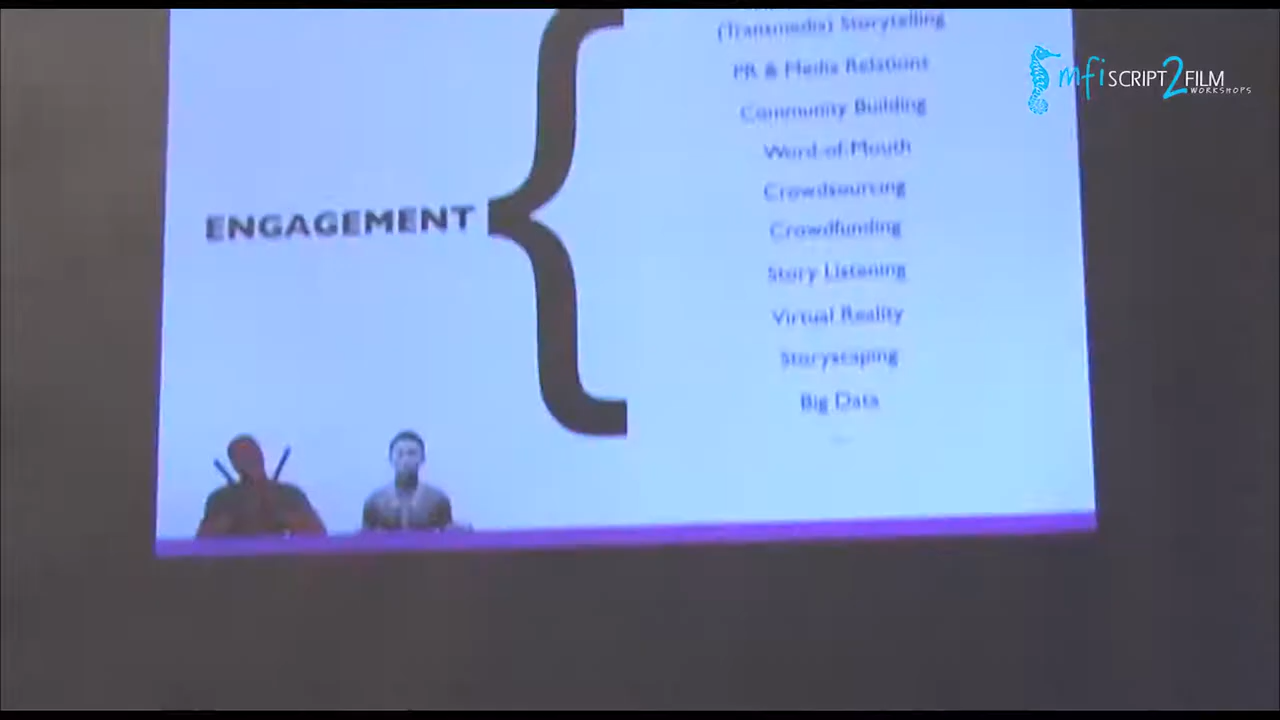 (Transmedia) Storytelling
PR & Media Relations
Community Building
Word-of-Mouth
Crowdsourcing
ENGAGEMENT
Crowdfunding
Story Listening
Virtual Reality
Storyscaping
Big Data
mfi SCRIPT2FILM
WORKSHOPS